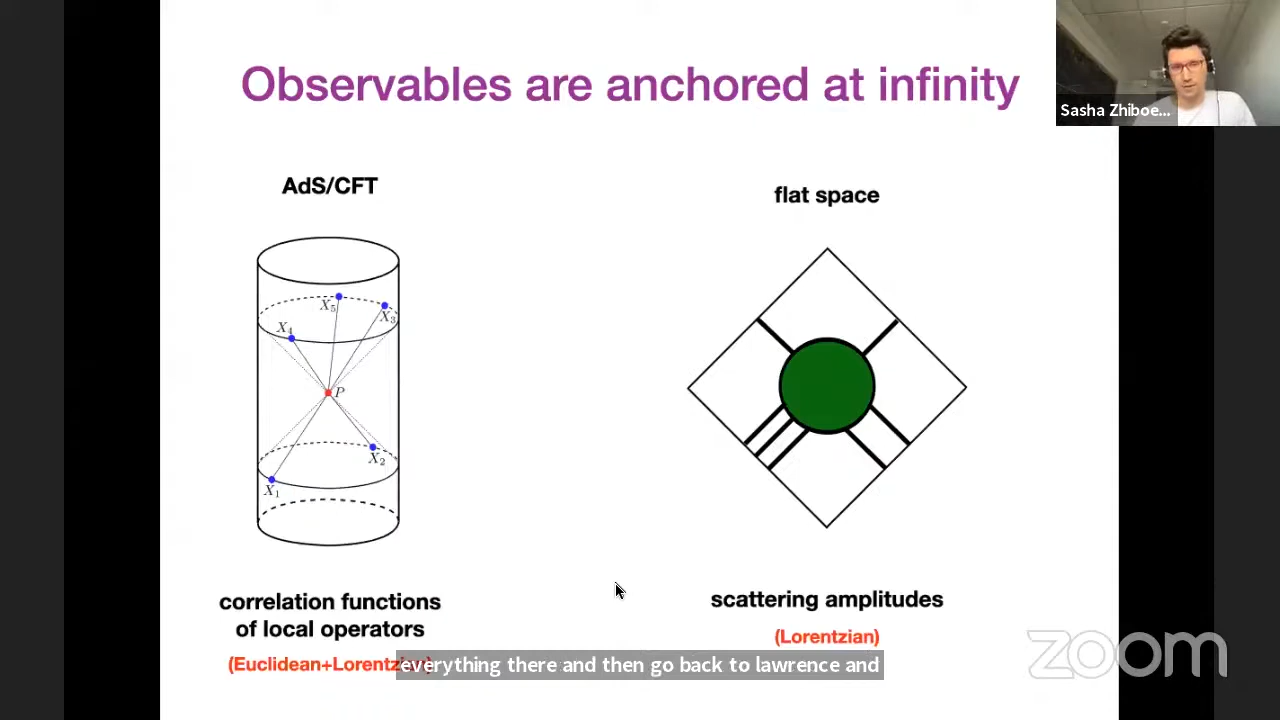 Observables are anchored at infinity
Sasha Zhiboe...
AdS/CFT
flat space
X5
X3
X4
P
X2
X1
correlation functions
of local operators
(Euclidean+Lorentz
scattering amplitudes
(Lorentzian)
everything there and then go back to lawrence and
zoom